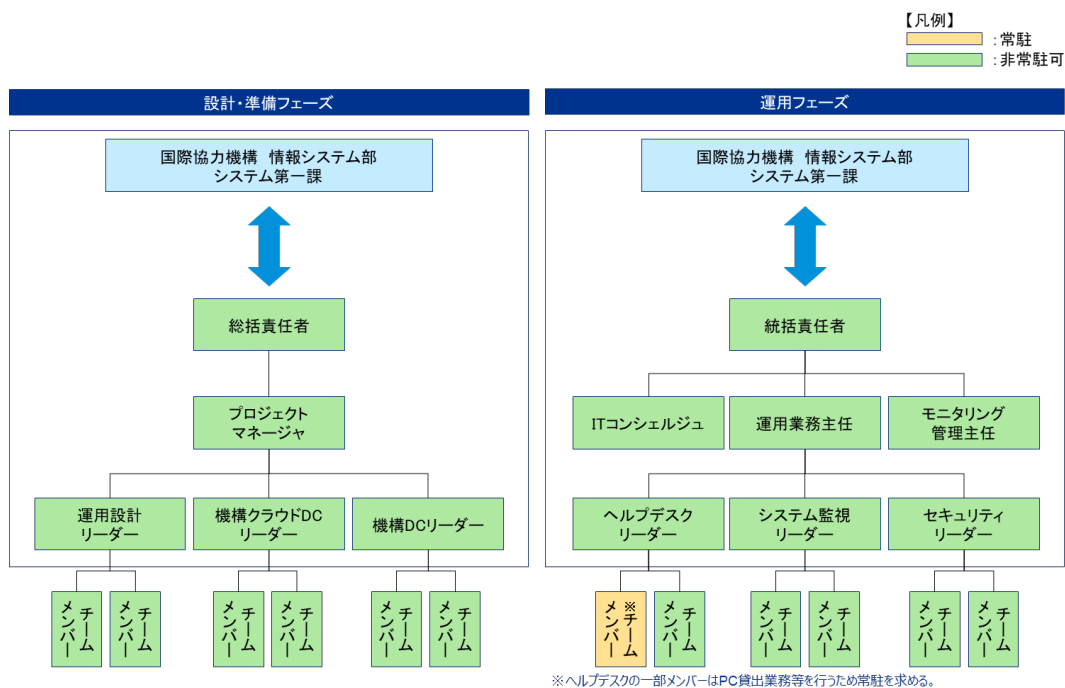 【凡例】
：常駐
：非常駐可
設計・準備フェーズ
国際協力機構　情報システム部
システム第一課
総括責任者
プロジェクト
マネージャ
運用設計
リーダー
機構クラウドDC
リーダー
機構DCリーダー
チーム
メンバー
チーム
メンバー
チーム
メンバー
チーム
メンバー
チーム
メンバー
チーム
メンバー
運用フェーズ
国際協力機構　情報システム部
システム第一課
統括責任者
ITコンシェルジュ
運用業務主任
モニタリング
管理主任
ヘルプデスク
リーダー
システム監視
リーダー
セキュリティ
リーダー
※チーム
メンバー
チーム
メンバー
チーム
メンバー
チーム
メンバー
チーム
メンバー
チーム
メンバー
※ヘルプデスクの一部メンバーはPC貸出業務等を行うため常駐を求める。